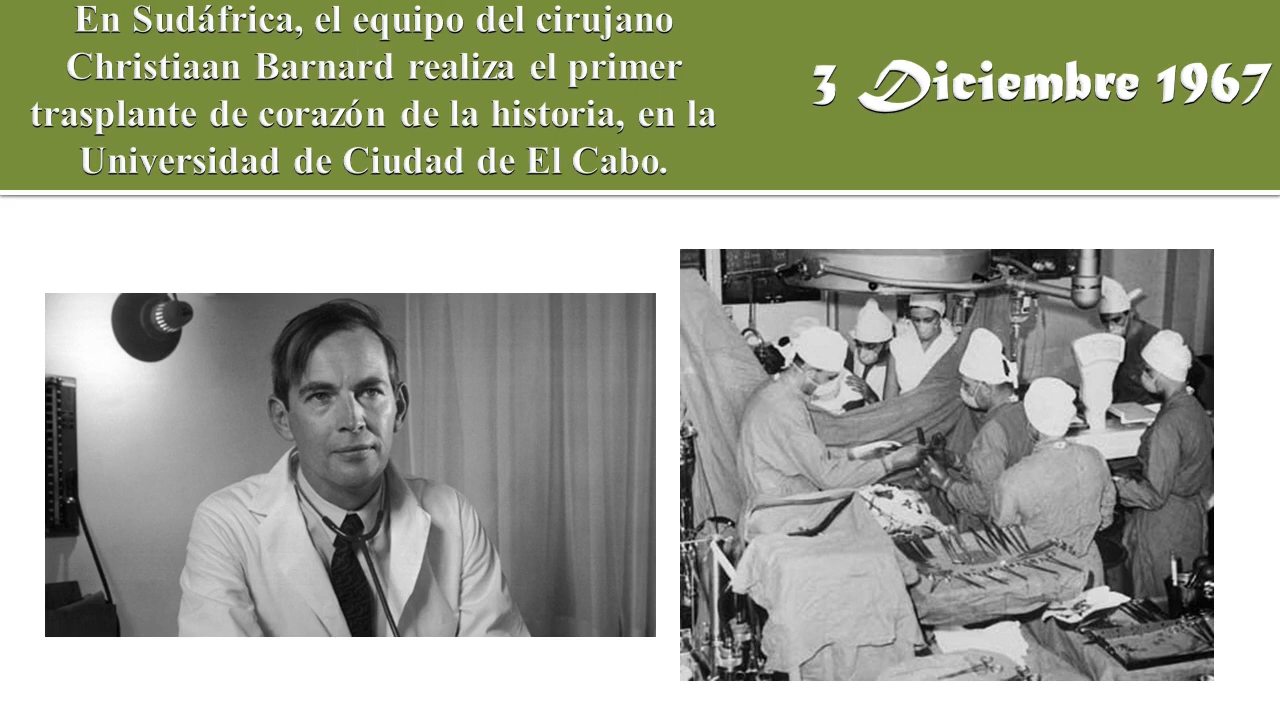 En Sudáfrica, el equipo del cirujano
Christiaan Barnard realiza el primer
trasplante de corazón de la historia, en la
Universidad de Ciudad de El Cabo.
3 Diciembre 1967